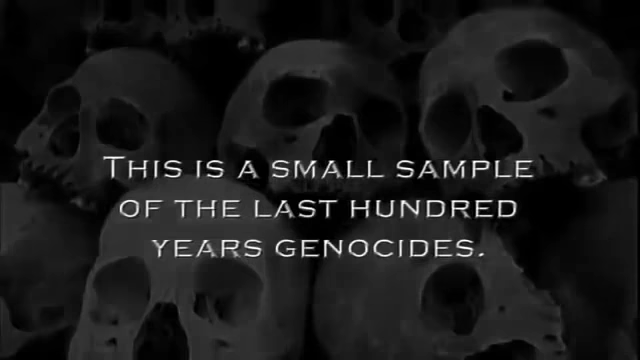 This is a small sample
of the last hundred
years genocides.